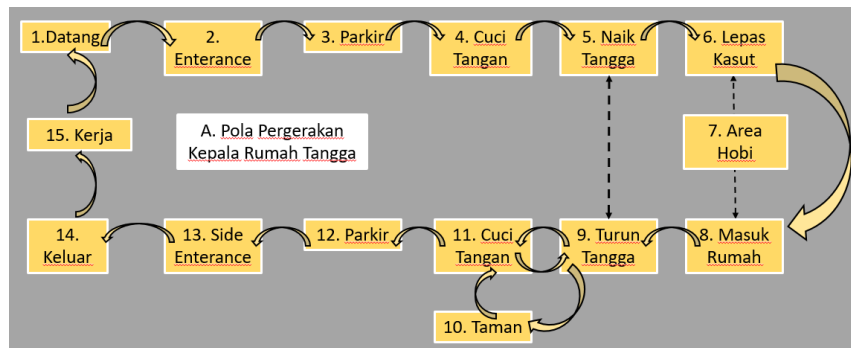 1.Datang
2.
Enterance
3. Parkir
4. Cuci
Tangan
5. Naik
Tangga
6. Lepas
Kasut
15. Kerja
A. Pola Pergerakan
Kepala Rumah Tangga
7. Area
Hobi
14.
Keluar
13. Side
Enterance
12. Parkir
11. Cuci
Tangan
9. Turun
Tangga
8. Masuk
Rumah
10. Taman